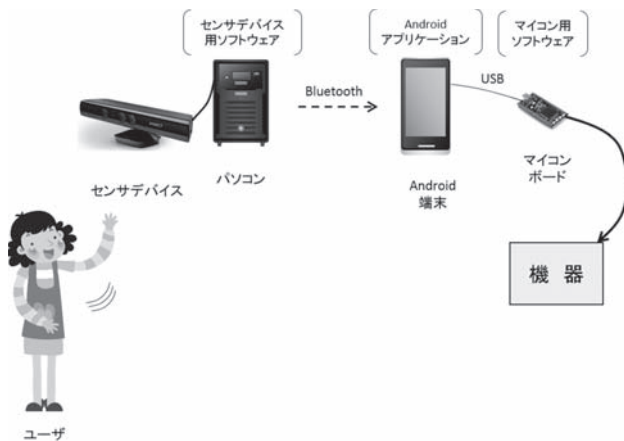 センサデバイス
用ソフトウェア
Android
アプリケーション
マイコン用
ソフトウェア
Bluetooth
USB
センサデバイス
パソコン
Android
端末
マイコン
ボード
機 器
ユーザ